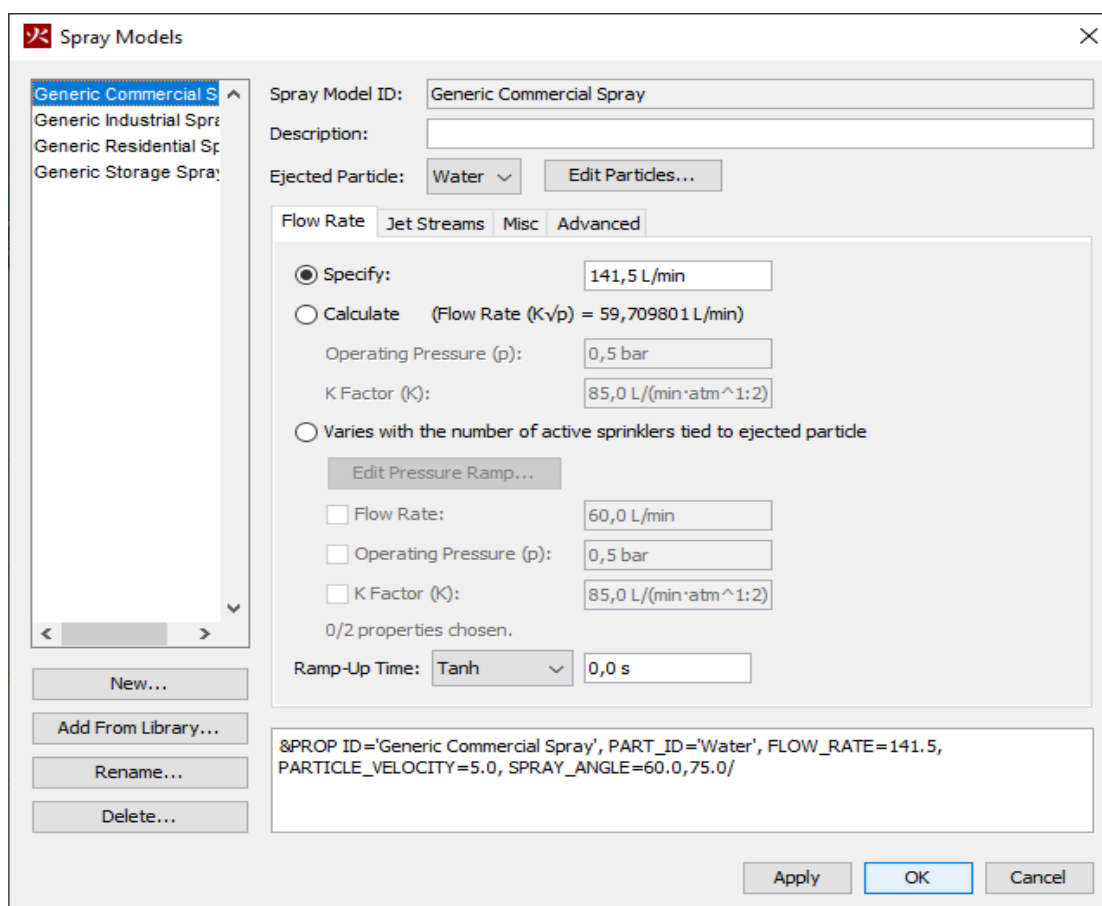 Spray Models
Generic Commercial S
Generic Industrial Spra
Generic Residential Sp
Generic Storage Spray
New...
Add From Library...
Rename...
Delete...
Spray Model ID: Generic Commercial Spray
Description:
Ejected Particle: Water Edit Particles...
Flow Rate Jet Streams Misc Advanced
Specify: 141,5 L/min
Calculate (Flow Rate (K√p) = 59,709801 L/min)
Operating Pressure (p): 0,5 bar
K Factor (K): 85,0 L/(min·atm^1:2)
Varies with the number of active sprinklers tied to ejected particle
Edit Pressure Ramp...
Flow Rate: 60,0 L/min
Operating Pressure (p): 0,5 bar
K Factor (K): 85,0 L/(min·atm^1:2)
0/2 properties chosen.
Ramp-Up Time: Tanh 0,0 s
&PROP ID='Generic Commercial Spray', PART_ID='Water', FLOW_RATE=141.5,
PARTICLE_VELOCITY=5.0, SPRAY_ANGLE=60.0,75.0/
Apply OK Cancel